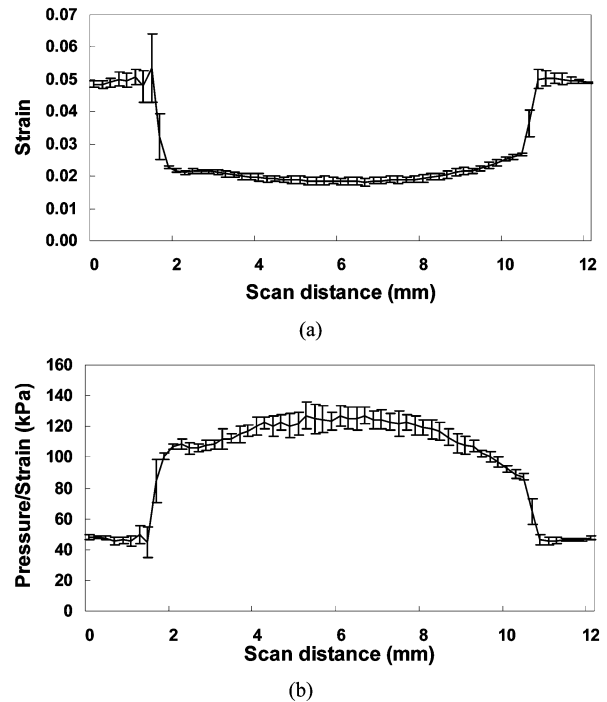 0.07
0.06
0.05
0.04
0.03
0.02
0.01
0.00
Strain
0 2 4 6 8 10 12
Scan distance (mm)
(a)
160
140
120
100
80
60
40
20
0
Pressure/Strain (kPa)
0 2 4 6 8 10 12
Scan distance (mm)
(b)